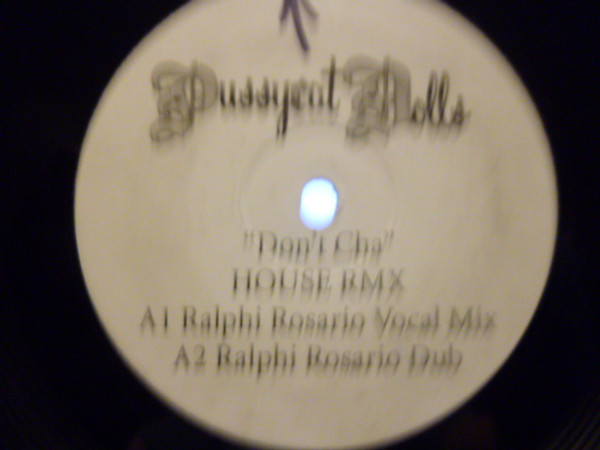 Pussycat Dolls
"Don't Cha"
HOUSE RMX
A1 Ralphi Rosario Vocal Mix
A2 Ralphi Rosario Dub